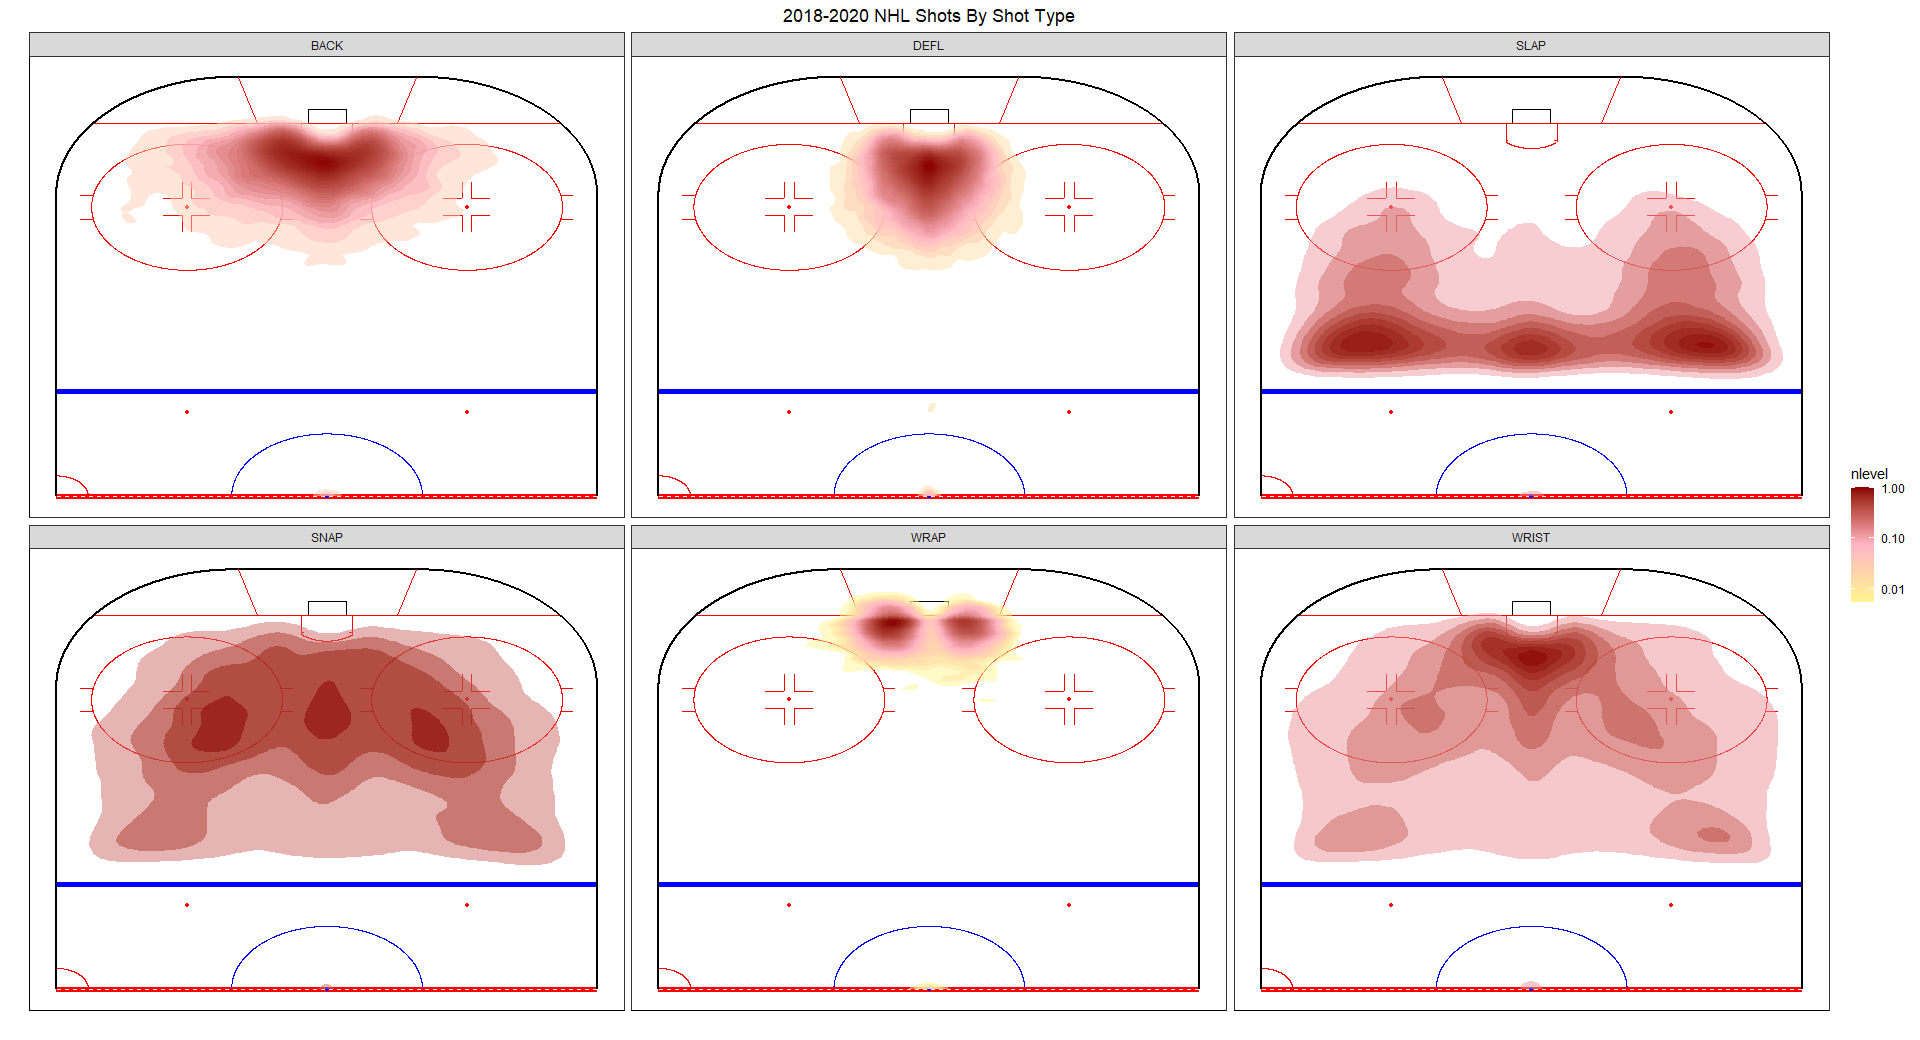 2018-2020 NHL Shots By Shot Type
BACK
DEFL
SLAP
SNAP
WRAP
WRIST
nlevel
1.00
0.10
0.01